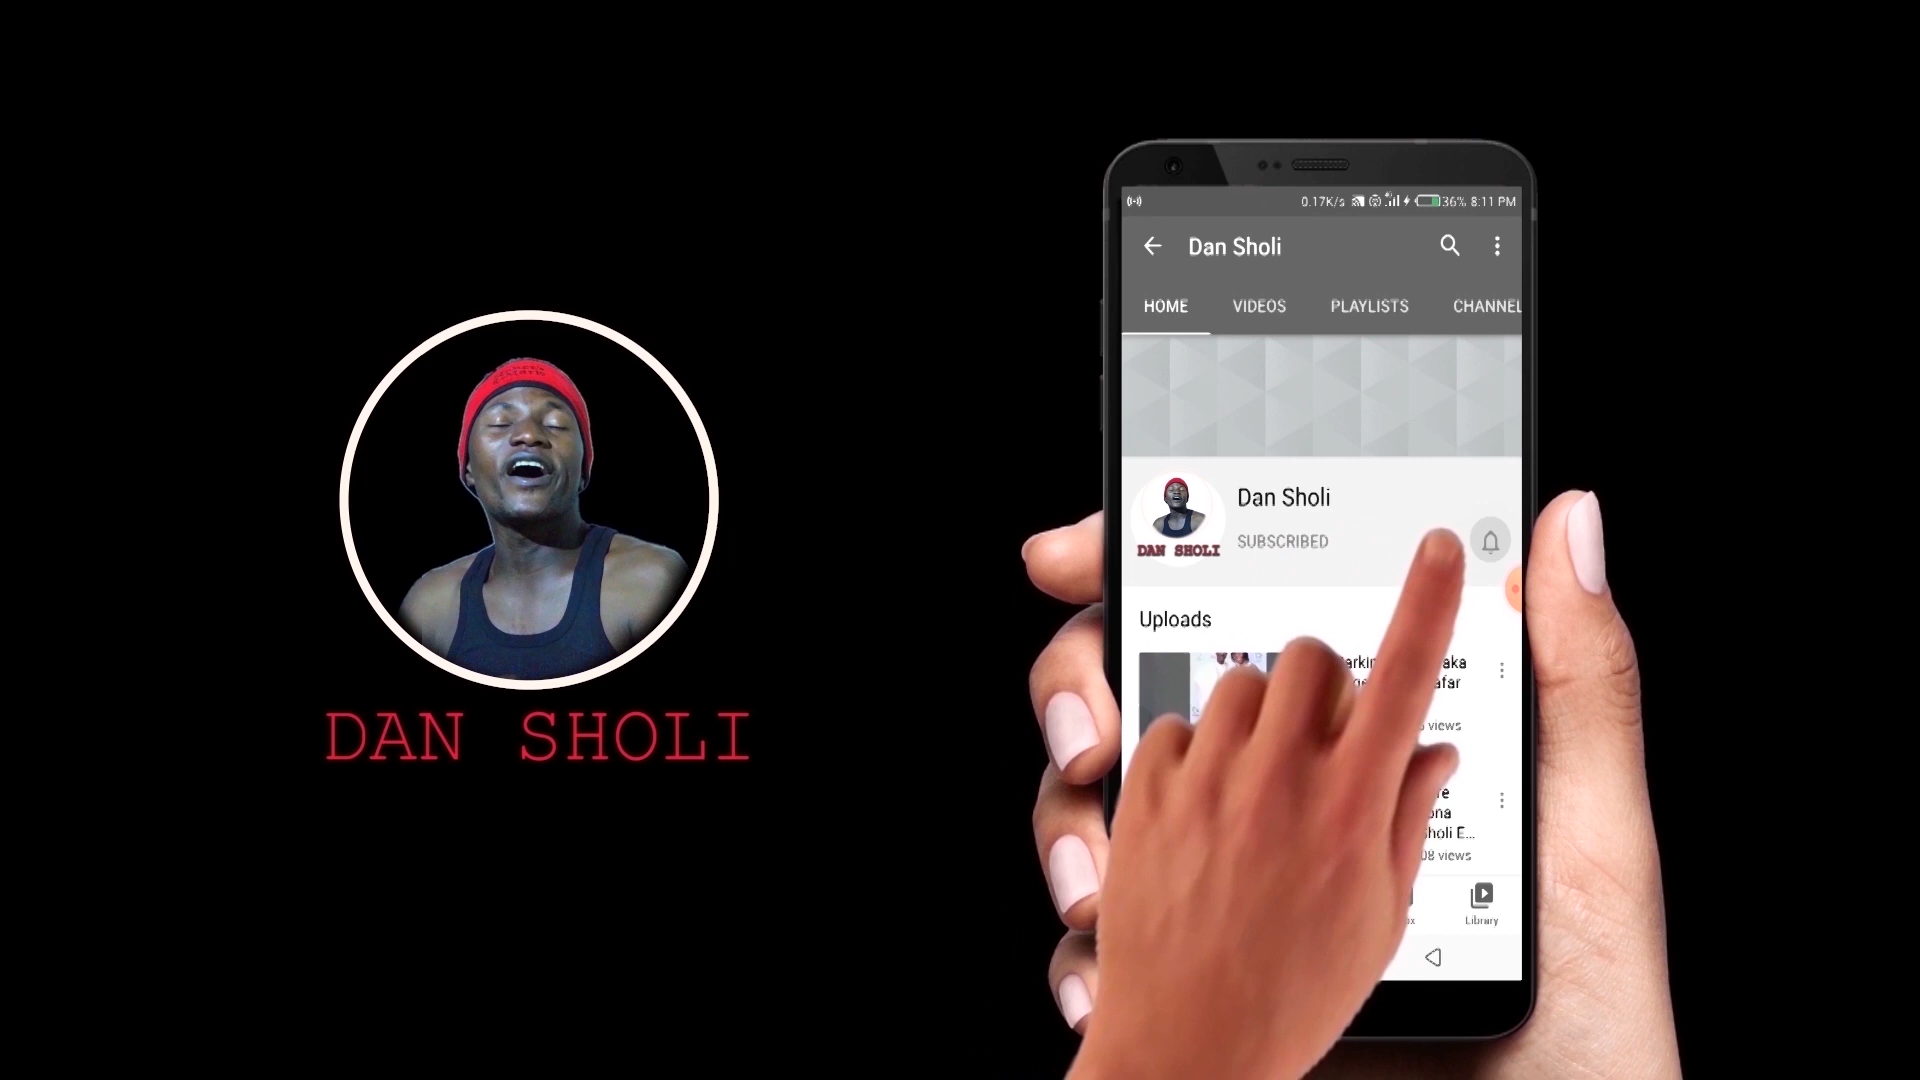 DAN SHOLI
0.17K/s 36% 8:11 PM
Dan Sholi
HOME VIDEOS PLAYLISTS CHANNEL
Dan Sholi
SUBSCRIBED
DAN SHOLI
Uploads
views
views
Library